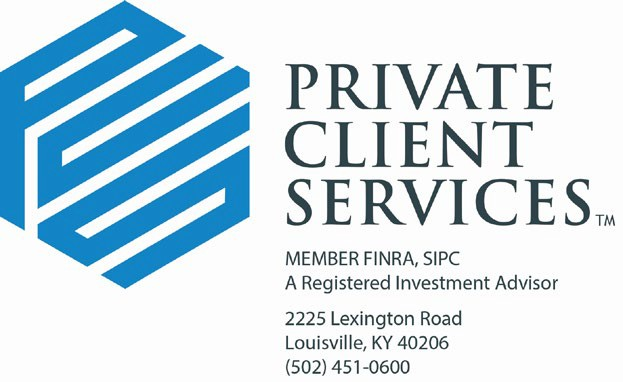 PRIVATE
CLIENT
SERVICES™
MEMBER FINRA, SIPC
A Registered Investment Advisor
2225 Lexington Road
Louisville, KY 40206
(502) 451-0600